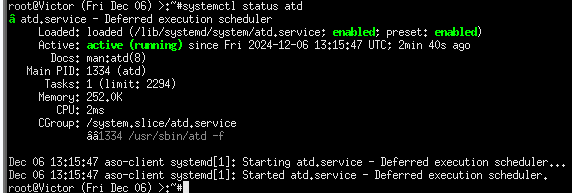 root@Victor (Fri Dec 06) >:~#systemctl status atd
â atd.service - Deferred execution scheduler
Loaded: loaded (/lib/systemd/system/atd.service; enabled; preset: enabled)
Active: active (running) since Fri 2024-12-06 13:15:47 UTC; 2min 40s ago
Docs: man:atd(8)
Main PID: 1334 (atd)
Tasks: 1 (limit: 2294)
Memory: 252.0K
CPU: 2ms
CGroup: /system.slice/atd.service
ââ1334 /usr/sbin/atd -f
Dec 06 13:15:47 aso-client systemd[1]: Starting atd.service - Deferred execution scheduler...
Dec 06 13:15:47 aso-client systemd[1]: Started atd.service - Deferred execution scheduler.
root@Victor (Fri Dec 06) >:~#